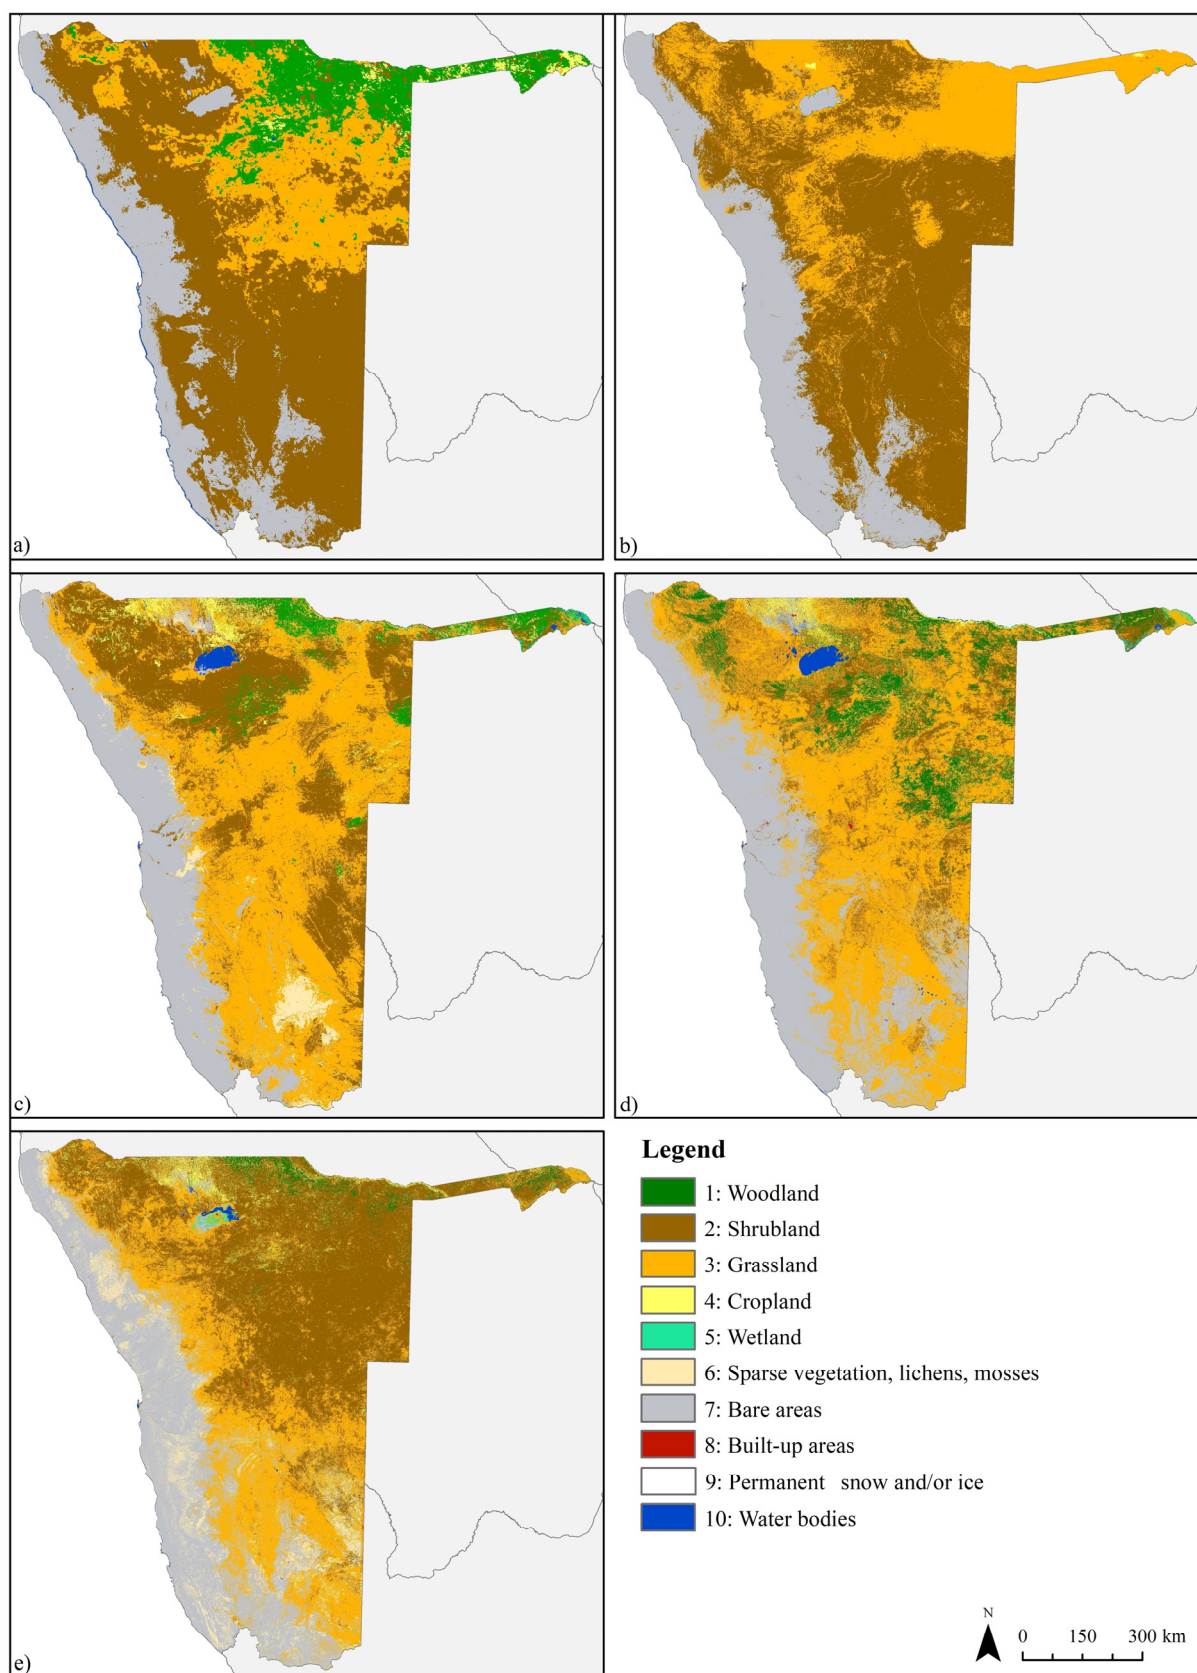 a)
b)
c)
d)
e)
Legend
1: Woodland
2: Shrubland
3: Grassland
4: Cropland
5: Wetland
6: Sparse vegetation, lichens, mosses
7: Bare areas
8: Built-up areas
9: Permanent snow and/or ice
10: Water bodies
N
0 150 300 km